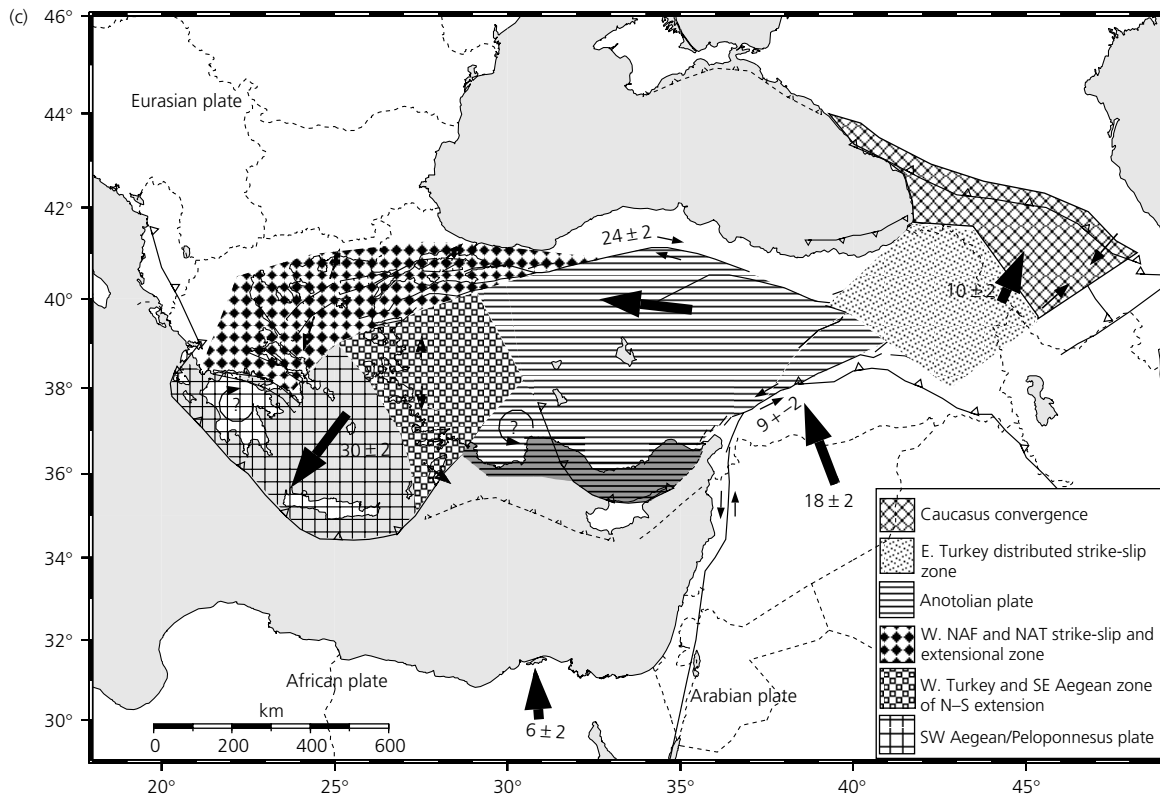 (c)
46°
44°
42°
40°
38°
36°
34°
32°
30°
Eurasian plate
24 ± 2
10 ± 2
?
30 ± 2
?
9 + -2
18 ± 2
African plate
Arabian plate
6 ± 2
km
0 200 400 600
Caucasus convergence
E. Turkey distributed strike-slip
zone
Anotolian plate
W. NAF and NAT strike-slip and
extensional zone
W. Turkey and SE Aegean zone
of N–S extension
SW Aegean/Peloponnesus plate
20° 25° 30° 35° 40° 45°